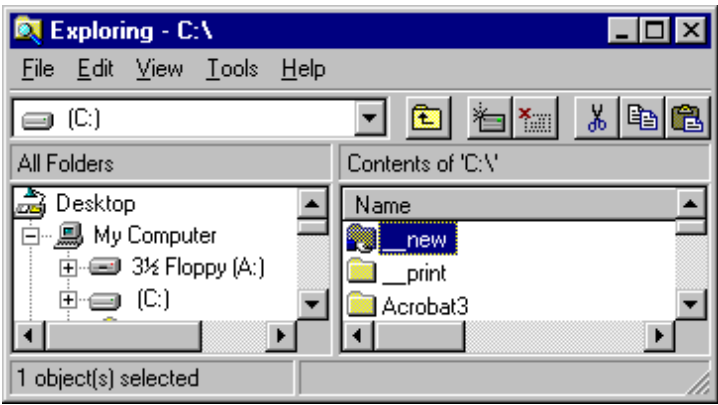 Exploring - C:\
File Edit View Tools Help
(C:)
All Folders
Contents of 'C:\'
Desktop
My Computer
3½ Floppy (A:)
(C:)
Name
__new
__print
Acrobat3
1 object(s) selected